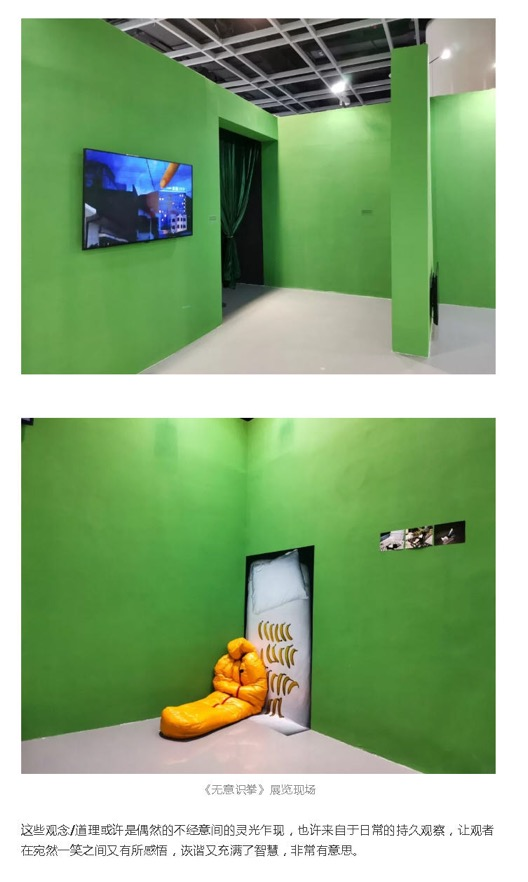 《无意识拳》展览现场
这些观念/道理或许是偶然的不经意间的灵光乍现，也许来自于日常的持久观察，让观者
在宛然一笑之间又有所感悟，诙谐又充满了智慧，非常有意思。